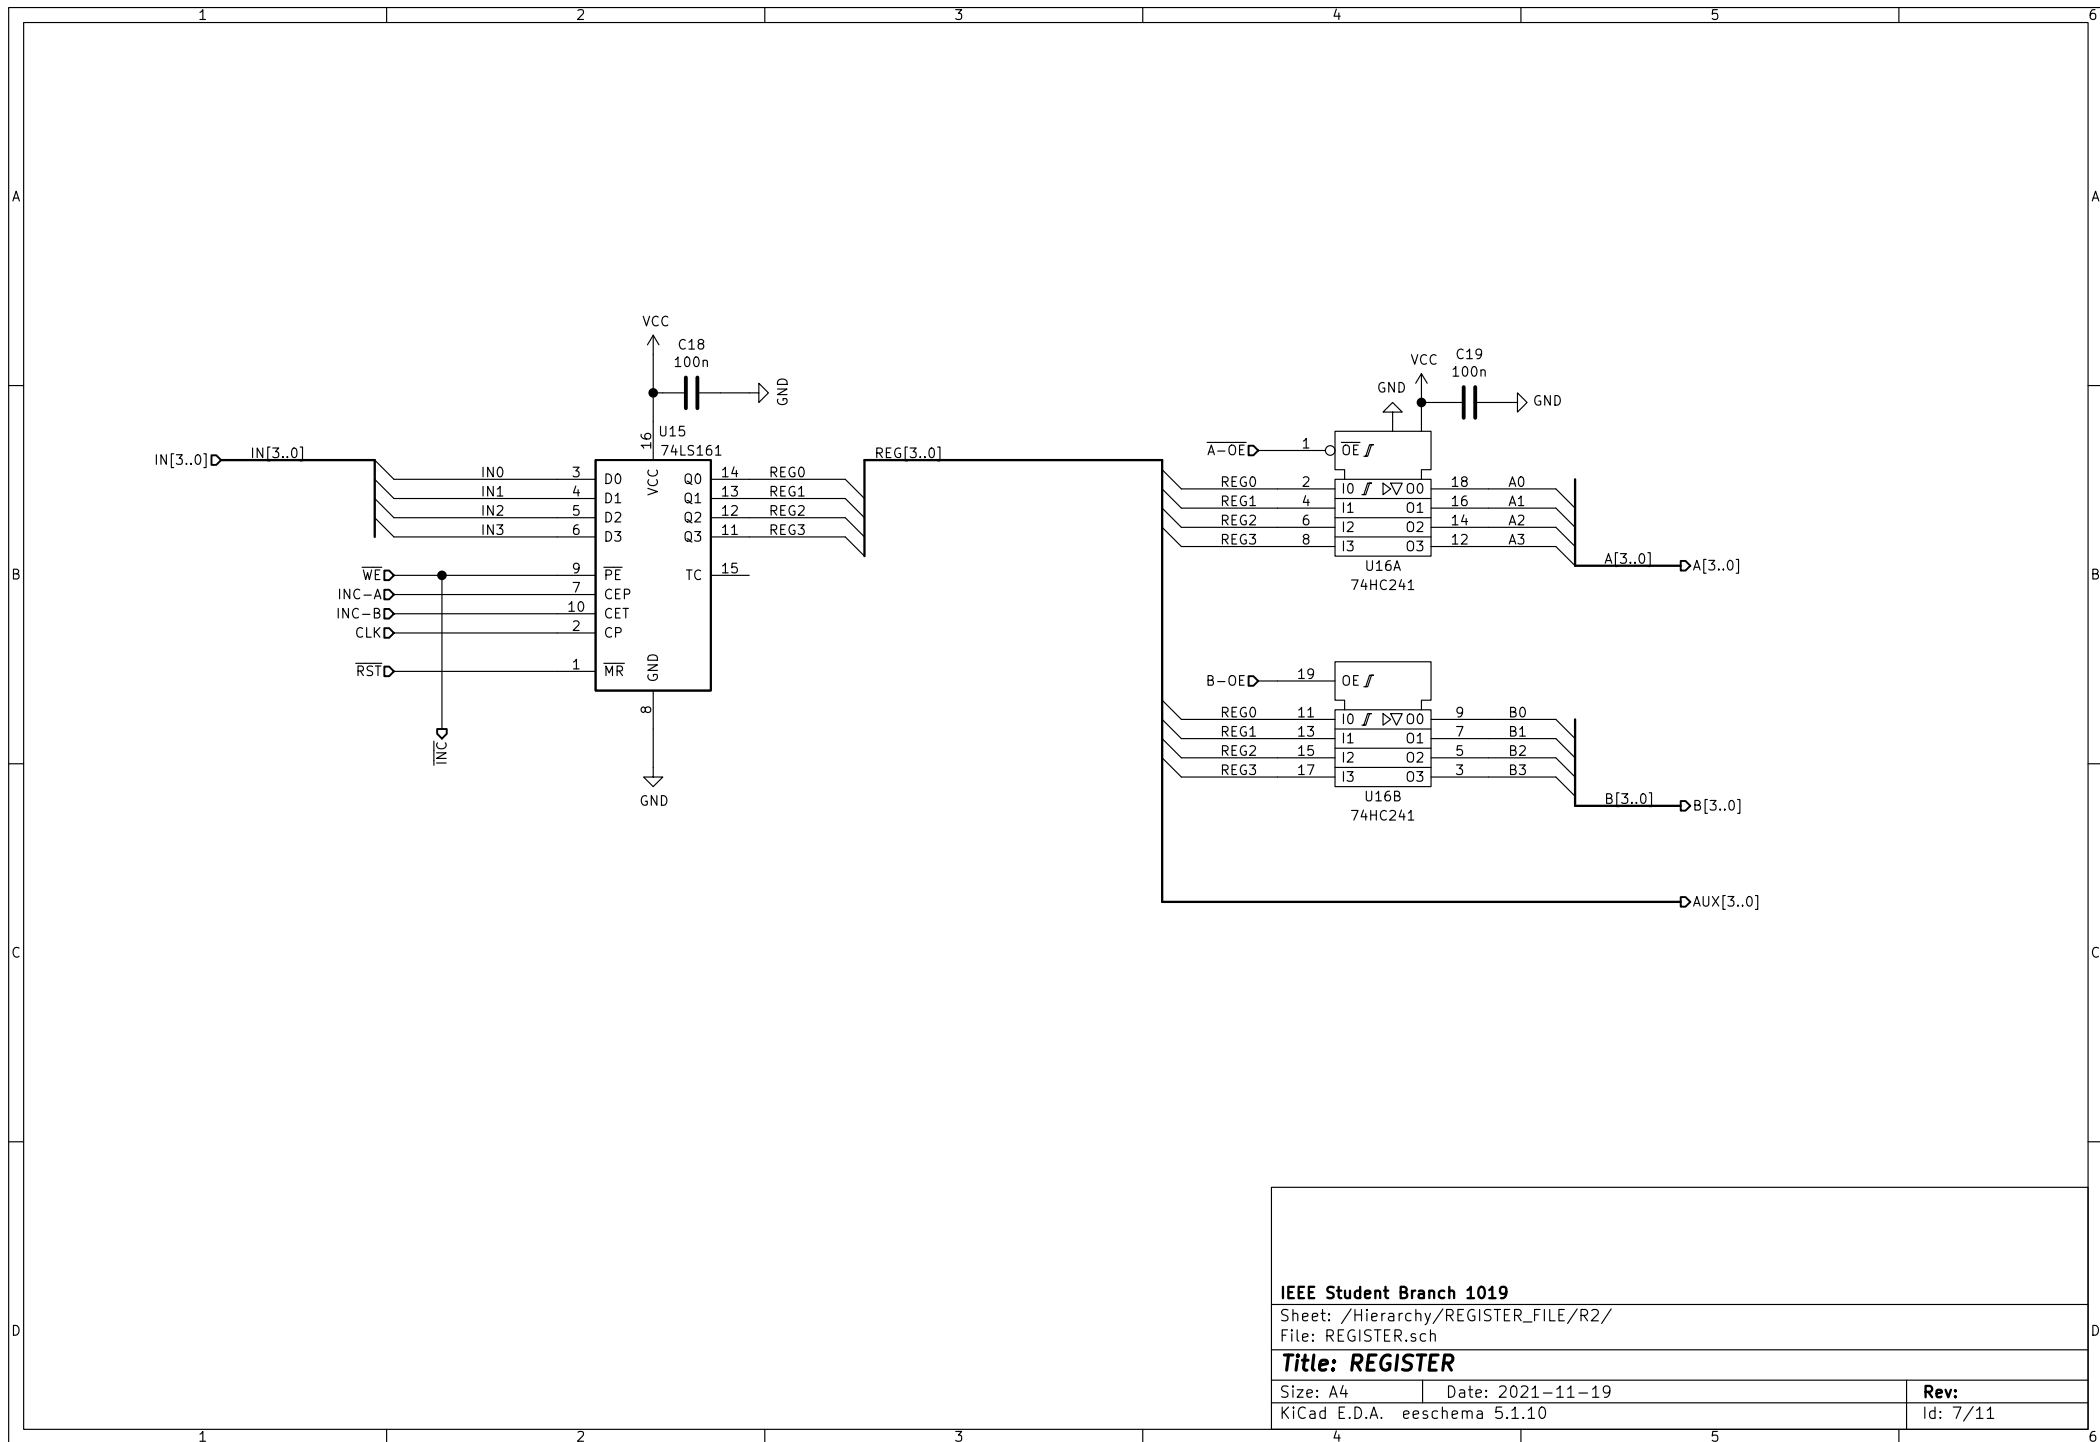 1 2 3 4 5 6
A A
VCC
C18
100n
GND
16
U15
74LS161
IN[3..0] IN[3..0]
IN0 3 D0 VCC Q0 14 REG0
IN1 4 D1 Q1 13 REG1
IN2 5 D2 Q2 12 REG2
IN3 6 D3 Q3 11 REG3
WE 9 PE TC 15
INC-A 7 CEP
INC-B 10 CET
CLK 2 CP
RST 1 MR GND
8
INC
GND
REG[3..0]
VCC
C19
100n
GND
GND
A-OE 1 OE
REG0 2 I0 O0 18 A0
REG1 4 I1 O1 16 A1
REG2 6 I2 O2 14 A2
REG3 8 I3 O3 12 A3
U16A
74HC241
A[3..0] A[3..0]
B B
B-OE 19 OE
REG0 11 I0 O0 9 B0
REG1 13 I1 O1 7 B1
REG2 15 I2 O2 5 B2
REG3 17 I3 O3 3 B3
U16B
74HC241
B[3..0] B[3..0]
AUX[3..0]
C C
D D
IEEE Student Branch 1019
Sheet: /Hierarchy/REGISTER_FILE/R2/
File: REGISTER.sch
Title: REGISTER
Size: A4 Date: 2021-11-19 Rev:
KiCad E.D.A. eeschema 5.1.10 Id: 7/11
1 2 3 4 5 6